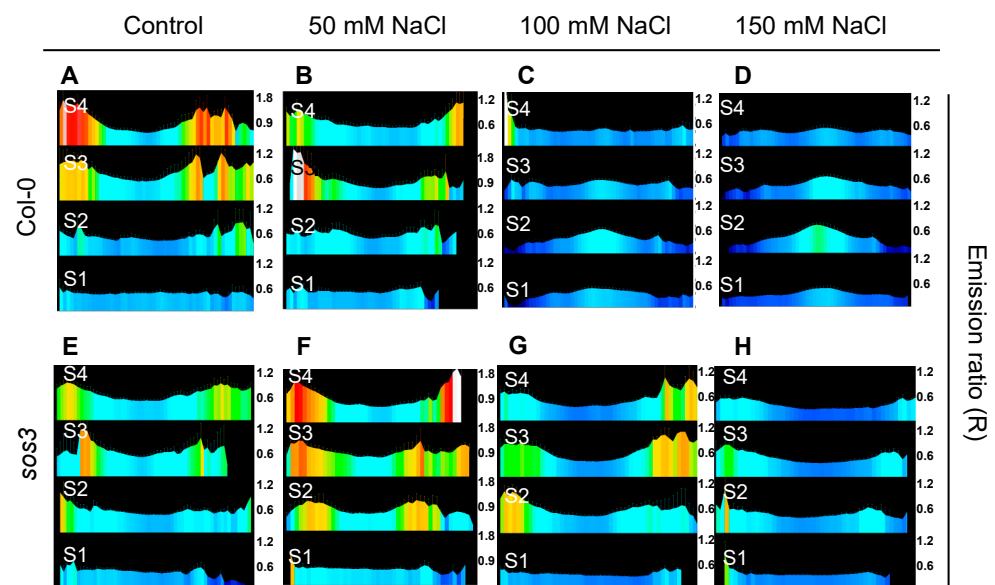 Control 50 mM NaCl 100 mM NaCl 150 mM NaCl
Col-0
A
S4 1.8 0.9
S3 1.2 0.6
S2 1.2 0.6
S1 1.2 0.6
B
S4 1.2 0.6
S3 1.8 0.9
S2 1.2 0.6
S1 1.2 0.6
C
S4 1.2 0.6
S3 1.2 0.6
S2 1.2 0.6
S1 1.2 0.6
D
S4 1.2 0.6
S3 1.2 0.6
S2 1.2 0.6
S1 1.2 0.6
sos3
E
S4 1.2 0.6
S3 1.2 0.6
S2 1.2 0.6
S1 1.2 0.6
F
S4 1.8 0.9
S3 1.8 0.9
S2 1.8 0.9
S1 1.8 0.9
G
S4 1.2 0.6
S3 1.2 0.6
S2 1.2 0.6
S1 1.2 0.6
H
S4 1.2 0.6
S3 1.2 0.6
S2 1.2 0.6
S1 1.2 0.6
Emission ratio (R)